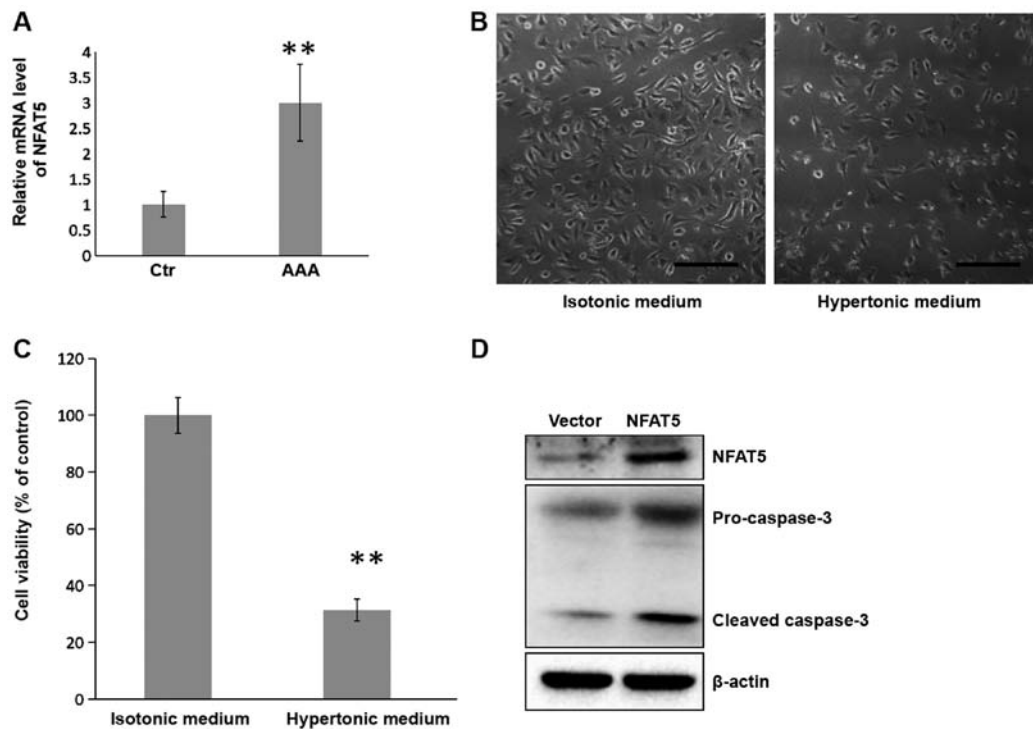 A
Relative mRNA level
of NFAT5
4
3.5
3
2.5
2
1.5
1
0.5
0
**
Ctr
AAA
B
Isotonic medium
Hypertonic medium
C
Cell viability (% of control)
120
100
80
60
40
20
0
**
Isotonic medium
Hypertonic medium
D
Vector NFAT5
NFAT5
Pro-caspase-3
Cleaved caspase-3
β-actin